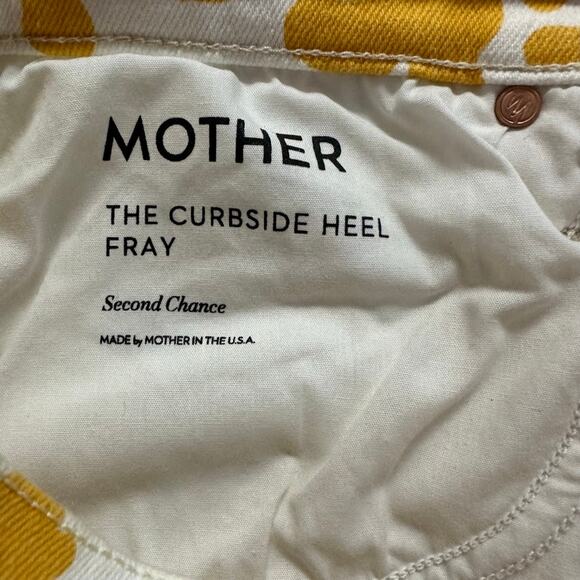 MOTHER
THE CURBSIDE HEEL
FRAY
Second Chance
MADE by MOTHER IN THE U.S.A.